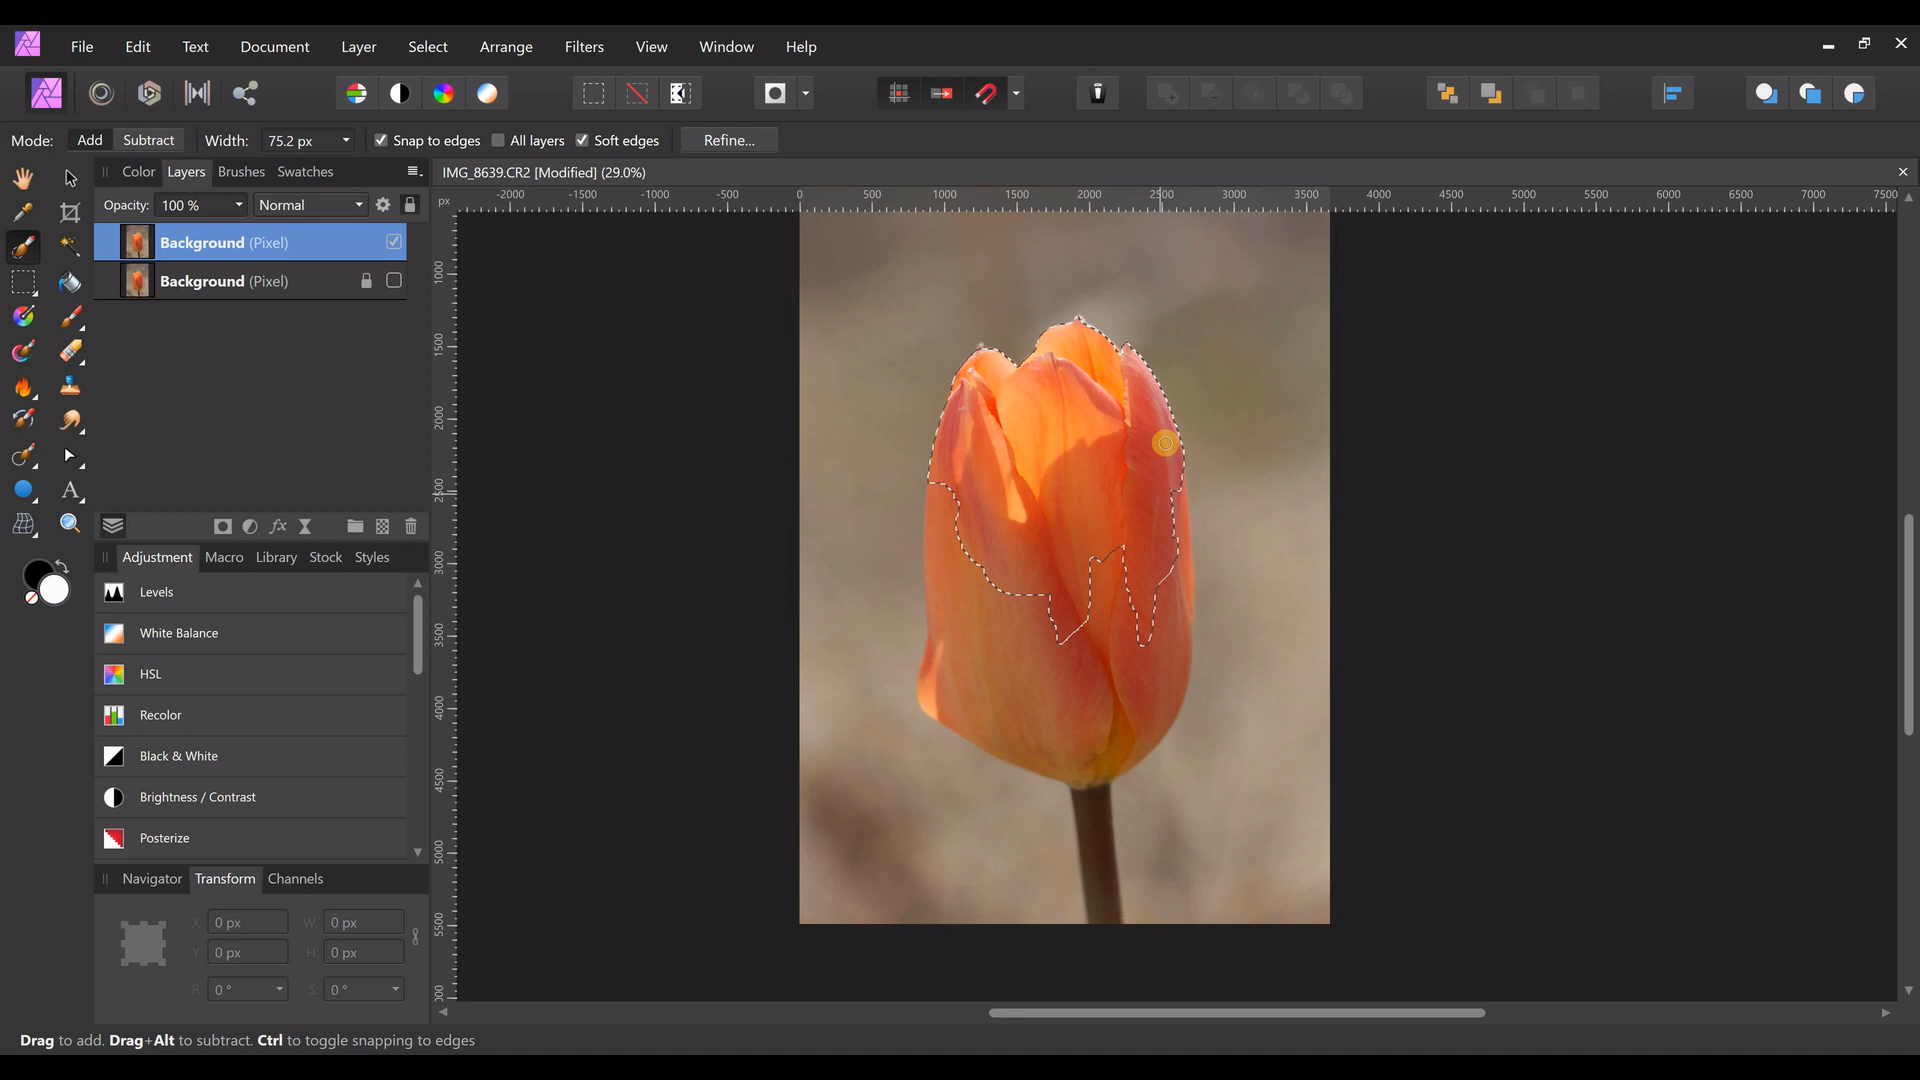 File Edit Text Document Layer Select Arrange Filters View Window Help
Mode: Add Subtract Width: 75.2 px Snap to edges All layers Soft edges Refine...
Color Layers Brushes Swatches
IMG_8639.CR2 [Modified] (29.0%)
px -2000 -1500 -1000 -500 0 500 1000 1500 2000 2500 3000 3500 4000 4500 5000 5500 6000 6500 7000 7500
Opacity: 100 % Normal
Background (Pixel)
Background (Pixel)
1000
1500
2000
2500
3000
3500
4000
4500
5000
5500
Adjustment Macro Library Stock Styles
Levels
White Balance
HSL
Recolor
Black & White
Brightness / Contrast
Posterize
Navigator Transform Channels
X: 0 px W: 0 px
Y: 0 px H: 0 px
R: 0 ° S: 0 °
Drag to add. Drag+Alt to subtract. Ctrl to toggle snapping to edges